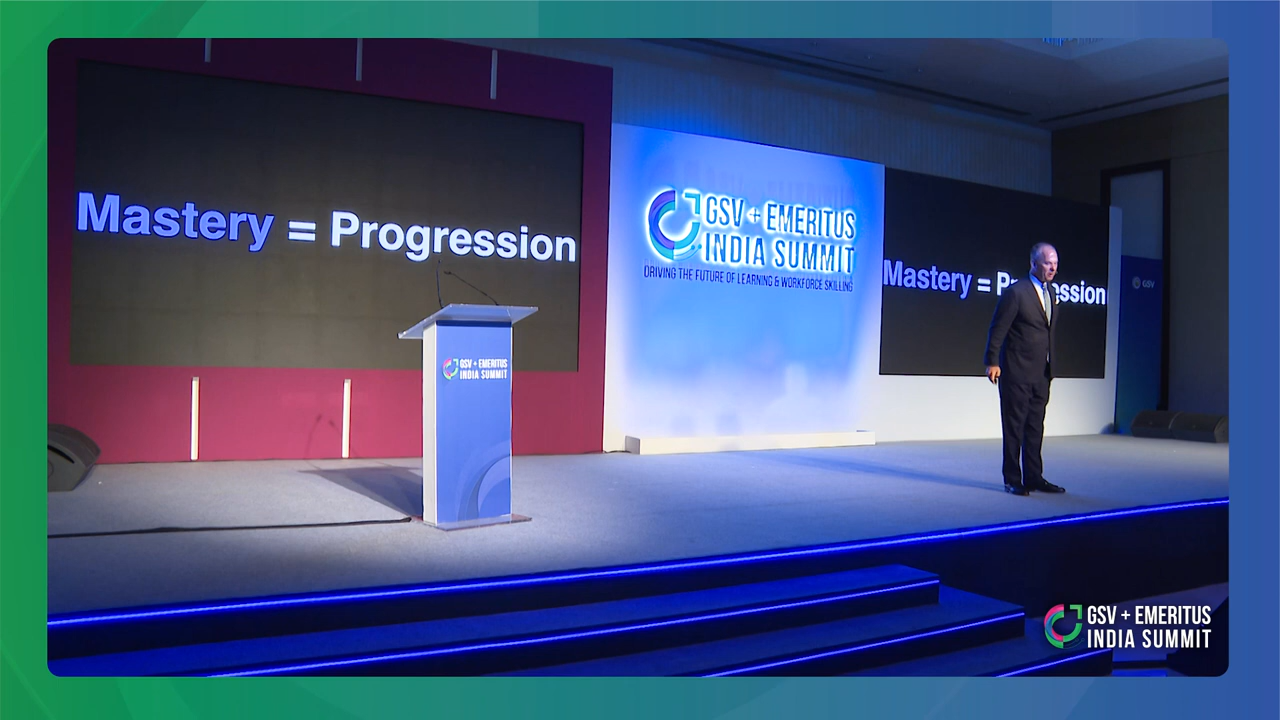 Mastery = Progression
GSV + EMERITUS
INDIA SUMMIT
DRIVING THE FUTURE OF LEARNING & WORKFORCE SKILLING
Mastery = Pr ession
GSV
GSV + EMERITUS
INDIA SUMMIT
GSV + EMERITUS
INDIA SUMMIT